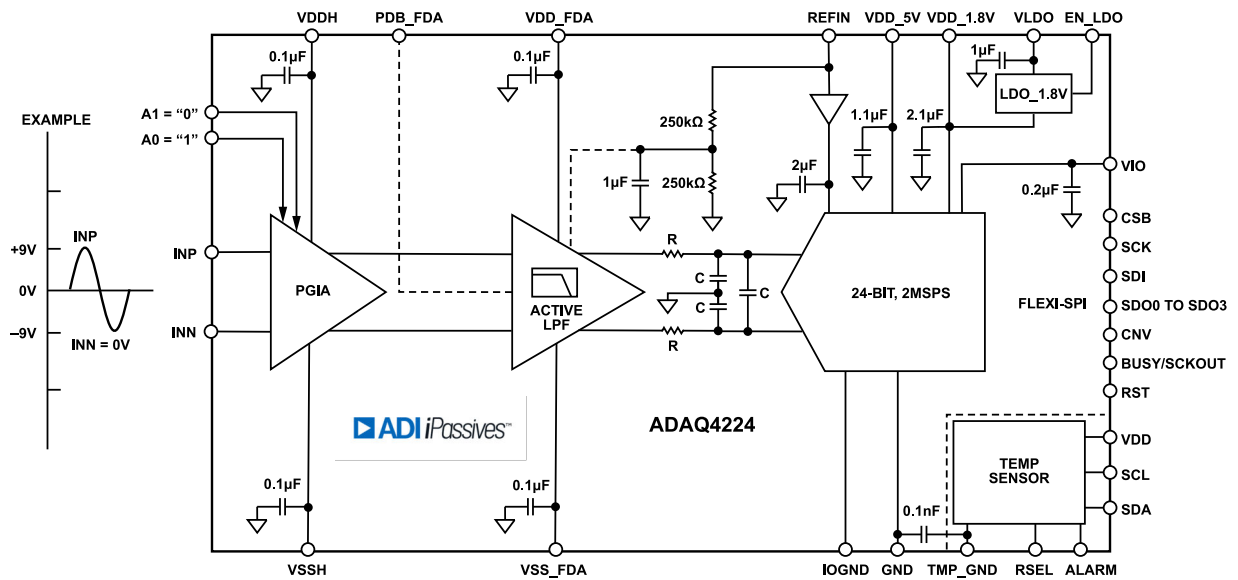 VDDH PDB_FDA VDD_FDA REFIN VDD_5V VDD_1.8V VLDO EN_LDO
0.1µF
0.1µF
1µF
LDO_1.8V
A1 = “0”
A0 = “1”
EXAMPLE
250kΩ
1.1µF
2.1µF
1µF
250kΩ
2µF
VIO
0.2µF
CSB
SCK
SDI
SDO0 TO SDO3
CNV
BUSY/SCKOUT
RST
FLEXI-SPI
INP
+9V
0V
–9V
INN = 0V
INP
INN
PGIA
ACTIVE
LPF
R
C
C
C
R
24-BIT, 2MSPS
ADI iPassives™
ADAQ4224
TEMP
SENSOR
VDD
SCL
SDA
0.1µF
0.1µF
0.1nF
VSSH VSS_FDA IOGND GND TMP_GND RSEL ALARM